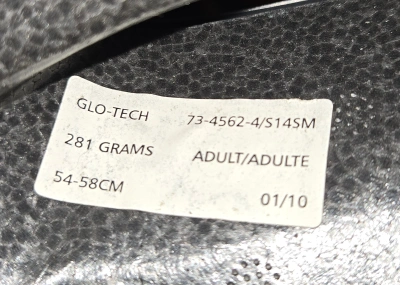 GLO-TECH 73-4562-4/S14SM
281 GRAMS ADULT/ADULTE
54-58CM 01/10